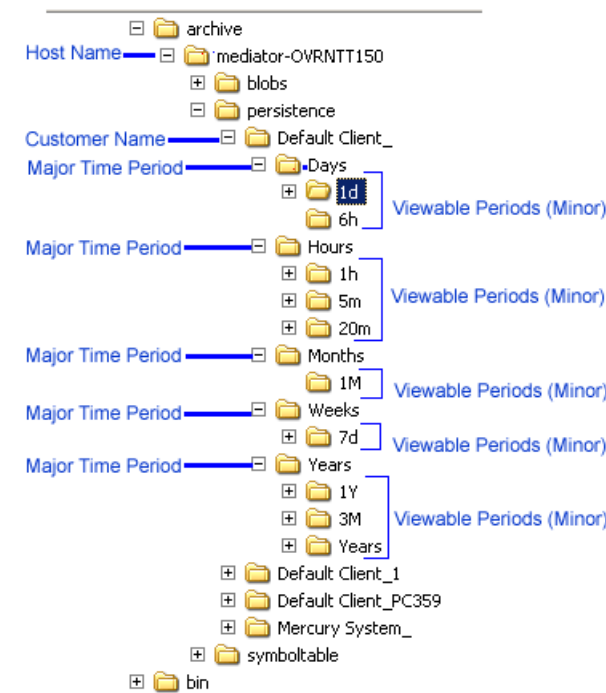 archive
Host Name mediator-OVRNTT150
blobs
persistence
Customer Name Default Client_
Major Time Period Days
1d
Viewable Periods (Minor)
6h
Major Time Period Hours
1h
5m Viewable Periods (Minor)
20m
Major Time Period Months
1M Viewable Periods (Minor)
Major Time Period Weeks
7d Viewable Periods (Minor)
Major Time Period Years
1Y
3M Viewable Periods (Minor)
Years
Default Client_1
Default Client_PC359
Mercury System_
symboltable
bin